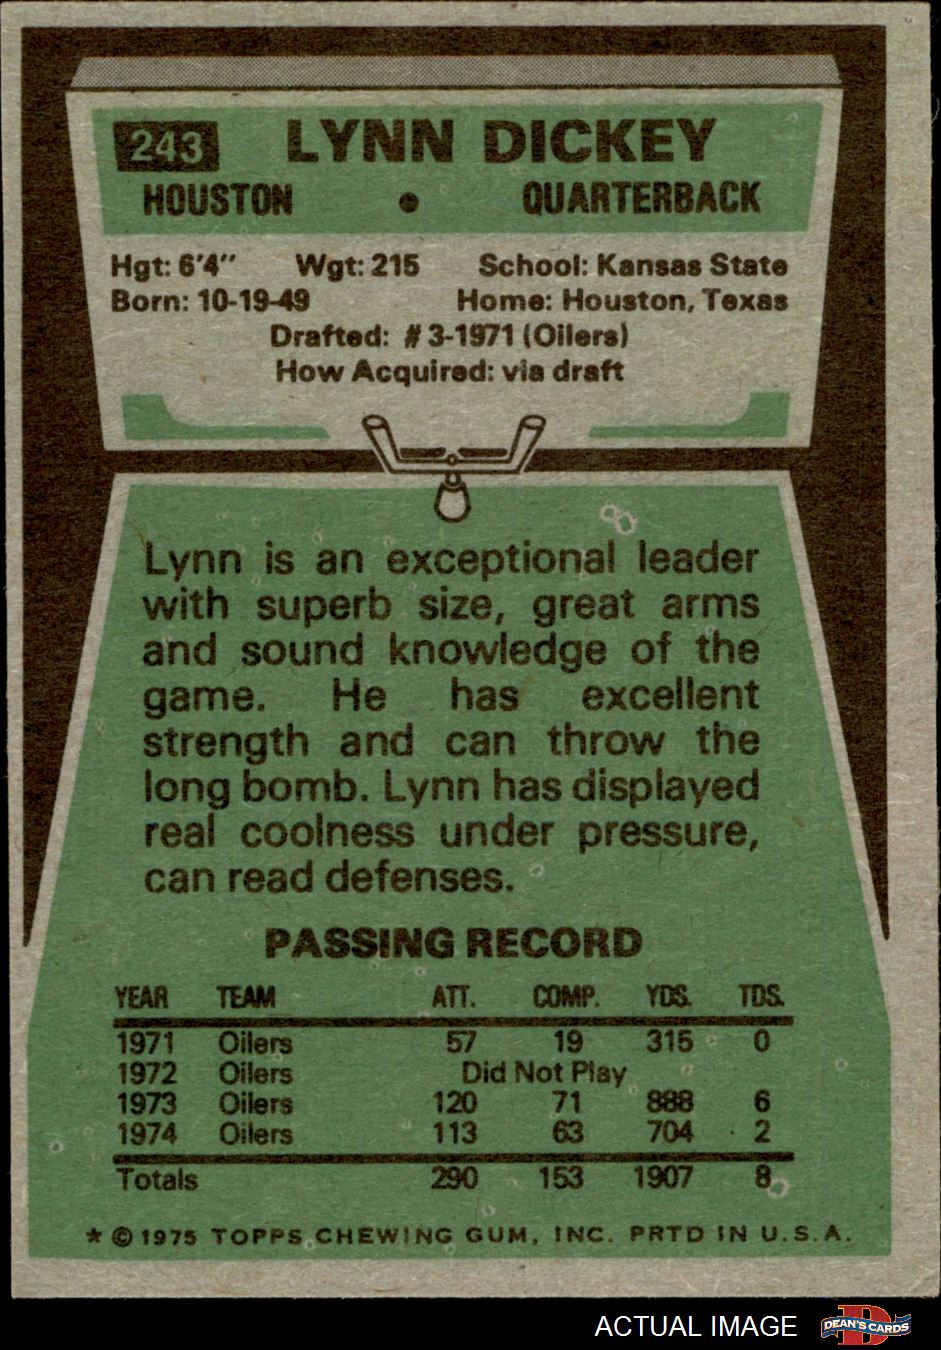 243 LYNN DICKEY
HOUSTON • QUARTERBACK
Hgt: 6'4" Wgt: 215 School: Kansas State
Born: 10-19-49 Home: Houston, Texas
Drafted: #3-1971 (Oilers)
How Acquired: via draft
Lynn is an exceptional leader
with superb size, great arms
and sound knowledge of the
game. He has excellent
strength and can throw the
long bomb. Lynn has displayed
real coolness under pressure,
can read defenses.
PASSING RECORD
YEAR TEAM ATT. COMP. YDS. TDS.
1971 Oilers 57 19 315 0
1972 Oilers Did Not Play
1973 Oilers 120 71 888 6
1974 Oilers 113 63 704 2
Totals 290 153 1907 8
* © 1975 TOPPS CHEWING GUM, INC. PRTD IN U.S.A.
ACTUAL IMAGE D DEAN'S CARDS